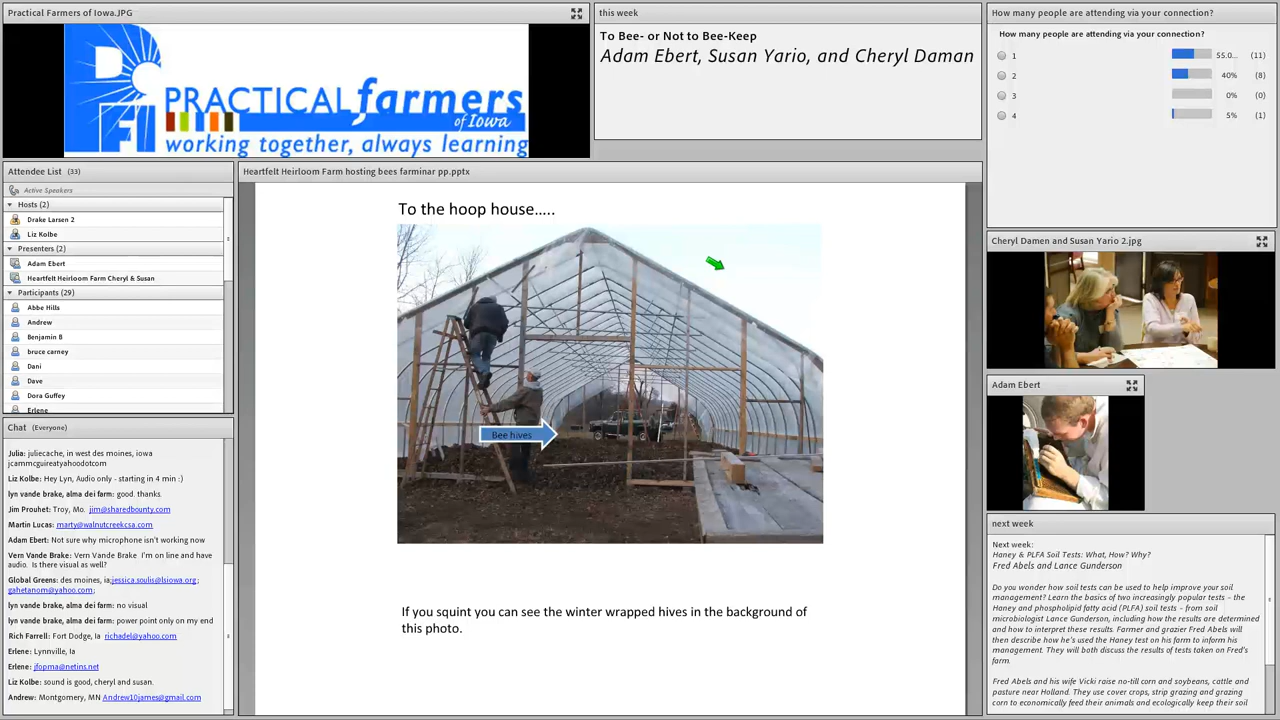 Practical Farmers of Iowa.JPG
PRACTICAL farmers
of Iowa
working together, always learning
this week
To Bee- or Not to Bee-Keep
Adam Ebert, Susan Yario, and Cheryl Daman
How many people are attending via your connection?
How many people are attending via your connection?
1 55.0... (11)
2 40% (8)
3 0% (0)
4 5% (1)
Attendee List (33)
Active Speakers
Hosts (2)
Drake Larsen 2
Liz Kolbe
Presenters (2)
Adam Ebert
Heartfelt Heirloom Farm Cheryl & Susan
Participants (29)
Abbe Hills
Andrew
Benjamin B
bruce carney
Dani
Dave
Dora Guffey
Erlene
Chat (Everyone)
Julia: juliecache, in west des moines, iowa
jcammcguireatyahoodotcom
Liz Kolbe: Hey Lyn, Audio only - starting in 4 min :)
lyn vande brake, alma dei farm: good. thanks.
Jim Prouhet: Troy, Mo. jim@sharedbounty.com
Martin Lucas: marty@walnutcreekcsa.com
Adam Ebert: Not sure why microphone isn't working now
Vern Vande Brake: Vern Vande Brake I'm on line and have
audio. Is there visual as well?
Global Greens: des moines, ia;jessica.soulis@lsiowa.org;
gahetanom@yahoo.com;
lyn vande brake, alma dei farm: no visual
lyn vande brake, alma dei farm: power point only on my end
Rich Farrell: Fort Dodge, Ia richadel@yahoo.com
Erlene: Lynnville, Ia
Erlene: jfopma@netins.net
Liz Kolbe: sound is good, cheryl and susan.
Andrew: Montgomery, MN Andrew10james@gmail.com
Heartfelt Heirloom Farm hosting bees farminar pp.pptx
To the hoop house.....
Bee hives
If you squint you can see the winter wrapped hives in the background of
this photo.
Cheryl Damen and Susan Yario 2.jpg
Adam Ebert
next week
Next week:
Haney & PLFA Soil Tests: What, How? Why?
Fred Abels and Lance Gunderson
Do you wonder how soil tests can be used to help improve your soil
management? Learn the basics of two increasingly popular tests – the
Haney and phospholipid fatty acid (PLFA) soil tests – from soil
microbiologist Lance Gunderson, including how the results are determined
and how to interpret these results. Farmer and grazier Fred Abels will
then describe how he's used the Haney test on his farm to inform his
management. They will both discuss the results of tests taken on Fred's
farm.
Fred Abels and his wife Vicki raise no-till corn and soybeans, cattle and
pasture near Holland. They use cover crops, strip grazing and grazing
corn to economically feed their animals and ecologically keep their soil